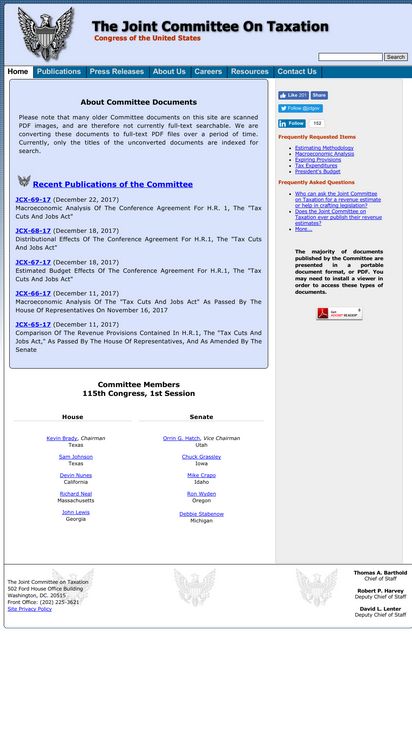 The Joint Committee On Taxation
Congress of the United States
Search
Home Publications Press Releases About Us Careers Resources Contact Us
About Committee Documents
Please note that many older Committee documents on this site are scanned
PDF images, and are therefore not currently full-text searchable. We are
converting these documents to full-text PDF files over a period of time.
Currently, only the titles of the unconverted documents are indexed for
search.
Recent Publications of the Committee
JCX-69-17 (December 22, 2017)
Macroeconomic Analysis Of The Conference Agreement For H.R. 1, The "Tax
Cuts And Jobs Act"
JCX-68-17 (December 18, 2017)
Distributional Effects Of The Conference Agreement For H.R.1, The "Tax Cuts
And Jobs Act"
JCX-67-17 (December 18, 2017)
Estimated Budget Effects Of The Conference Agreement For H.R.1, The "Tax
Cuts And Jobs Act"
JCX-66-17 (December 11, 2017)
Macroeconomic Analysis Of The "Tax Cuts And Jobs Act" As Passed By The
House Of Representatives On November 16, 2017
JCX-65-17 (December 11, 2017)
Comparison Of The Revenue Provisions Contained In H.R.1, The "Tax Cuts And
Jobs Act," As Passed By The House Of Representatives, And As Amended By The
Senate
Committee Members
115th Congress, 1st Session
House
Kevin Brady, Chairman
Texas
Sam Johnson
Texas
Devin Nunes
California
Richard Neal
Massachusetts
John Lewis
Georgia
Senate
Orrin G. Hatch, Vice Chairman
Utah
Chuck Grassley
Iowa
Mike Crapo
Idaho
Ron Wyden
Oregon
Debbie Stabenow
Michigan
Like 201 Share
Follow @jctgov
in Follow 152
Frequently Requested Items
Estimating Methodology
Macroeconomic Analysis
Expiring Provisions
Tax Expenditures
President's Budget
Frequently Asked Questions
Who can ask the Joint Committee
on Taxation for a revenue estimate
or help in crafting legislation?
Does the Joint Committee on
Taxation ever publish their revenue
estimates?
More...
The majority of documents
published by the Committee are
presented in a portable
document format, or PDF. You
may need to install a viewer in
order to access these types of
documents.
Get
ADOBE READER
The Joint Committee on Taxation
502 Ford House Office Building
Washington, DC. 20515
Front Office: (202) 225-3621
Site Privacy Policy
Thomas A. Barthold
Chief of Staff
Robert P. Harvey
Deputy Chief of Staff
David L. Lenter
Deputy Chief of Staff